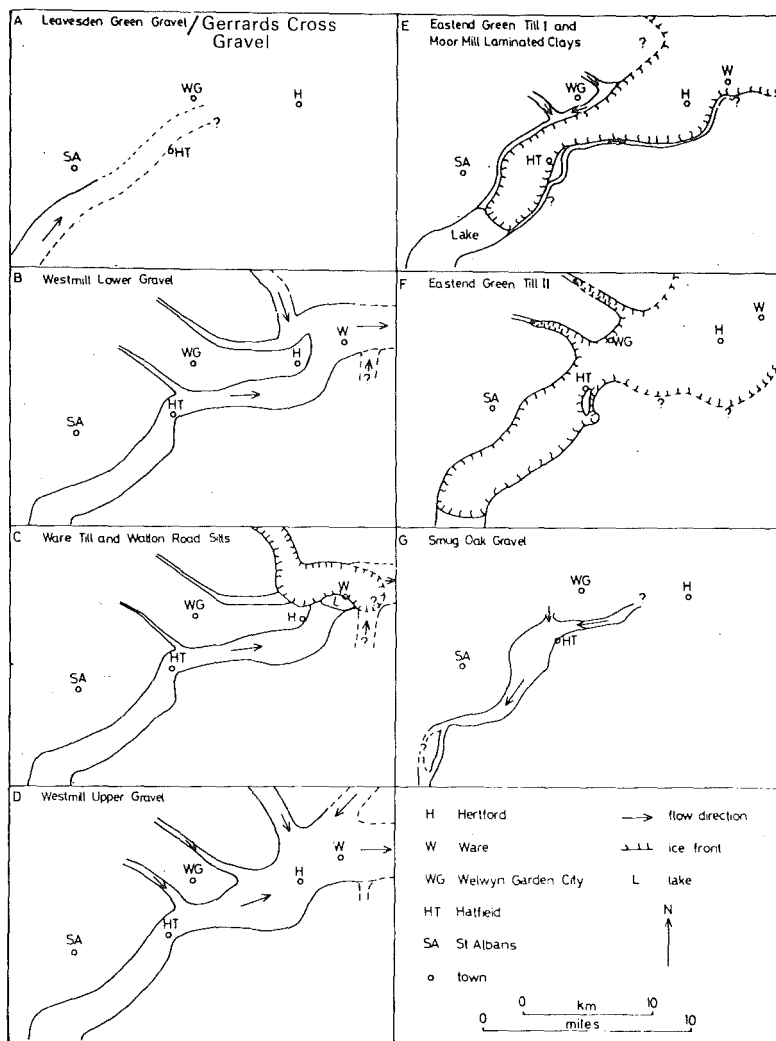 A Leavesden Green Gravel / Gerrards Cross
Gravel
WG
H
?
HT
SA
B Westmill Lower Gravel
WG
H
W
?
HT
SA
C Ware Till and Watton Road Silts
W
L
?
?
WG
H
HT
SA
D Westmill Upper Gravel
W
WG
H
HT
SA
E Eastend Green Till I and
Moor Mill Laminated Clays
?
WG
W
H
?
HT
SA
?
Lake
F Eastend Green Till II
W
WG
H
HT
SA
?
?
G Smug Oak Gravel
WG
?
H
HT
SA
?
H Hertford
W Ware
WG Welwyn Garden City
HT Hatfield
SA St Albans
o town
flow direction
ice front
L lake
N
0 km 10
0 miles 10